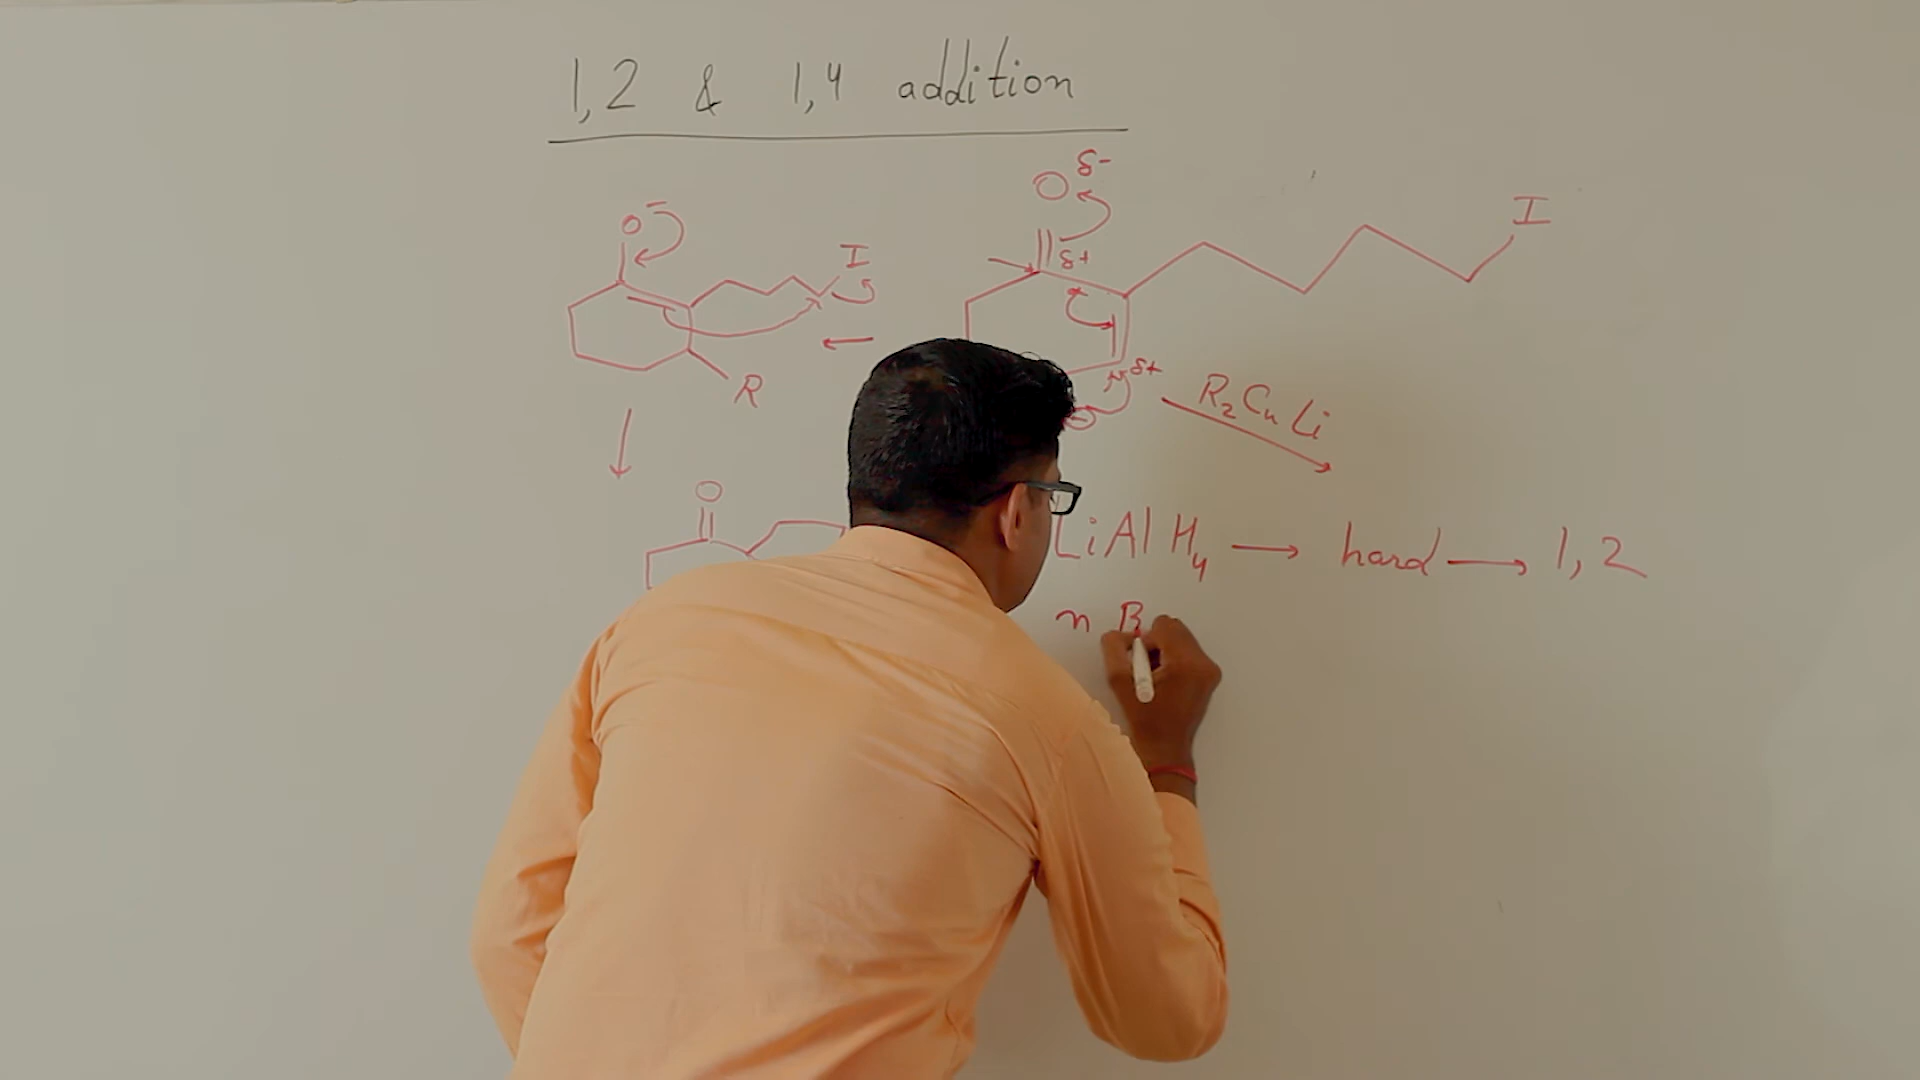 1,2 & 1,4 addition
O δ-
I
O-
δ+
I
δ+
R
R2CuLi
O
LiAlH4 → hard → 1,2
n B